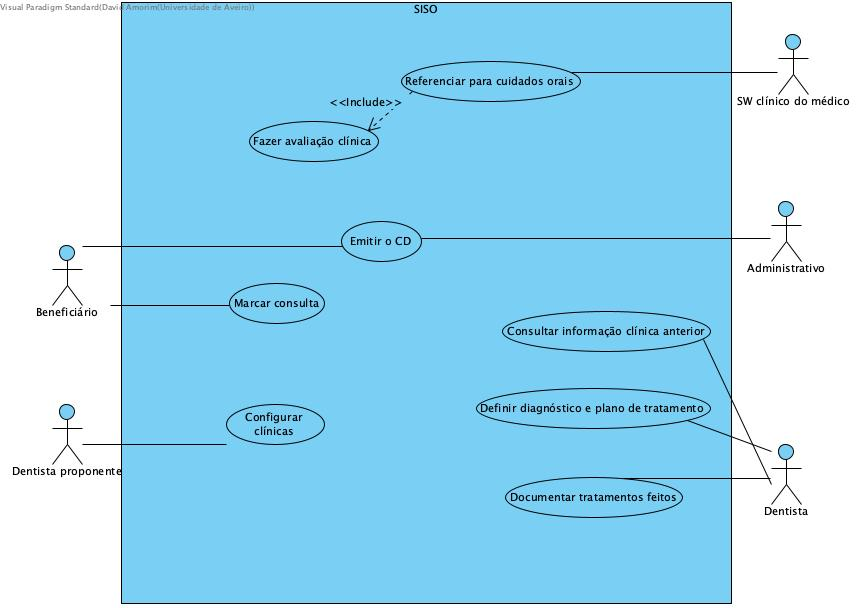 Visual Paradigm Standard(David Amorim(Universidade de Aveiro))
SISO
Referenciar para cuidados orais
SW clínico do médico
<<Include>>
Fazer avaliação clínica
Emitir o CD
Administrativo
Beneficiário
Marcar consulta
Consultar informação clínica anterior
Definir diagnóstico e plano de tratamento
Configurar
clínicas
Dentista proponente
Documentar tratamentos feitos
Dentista